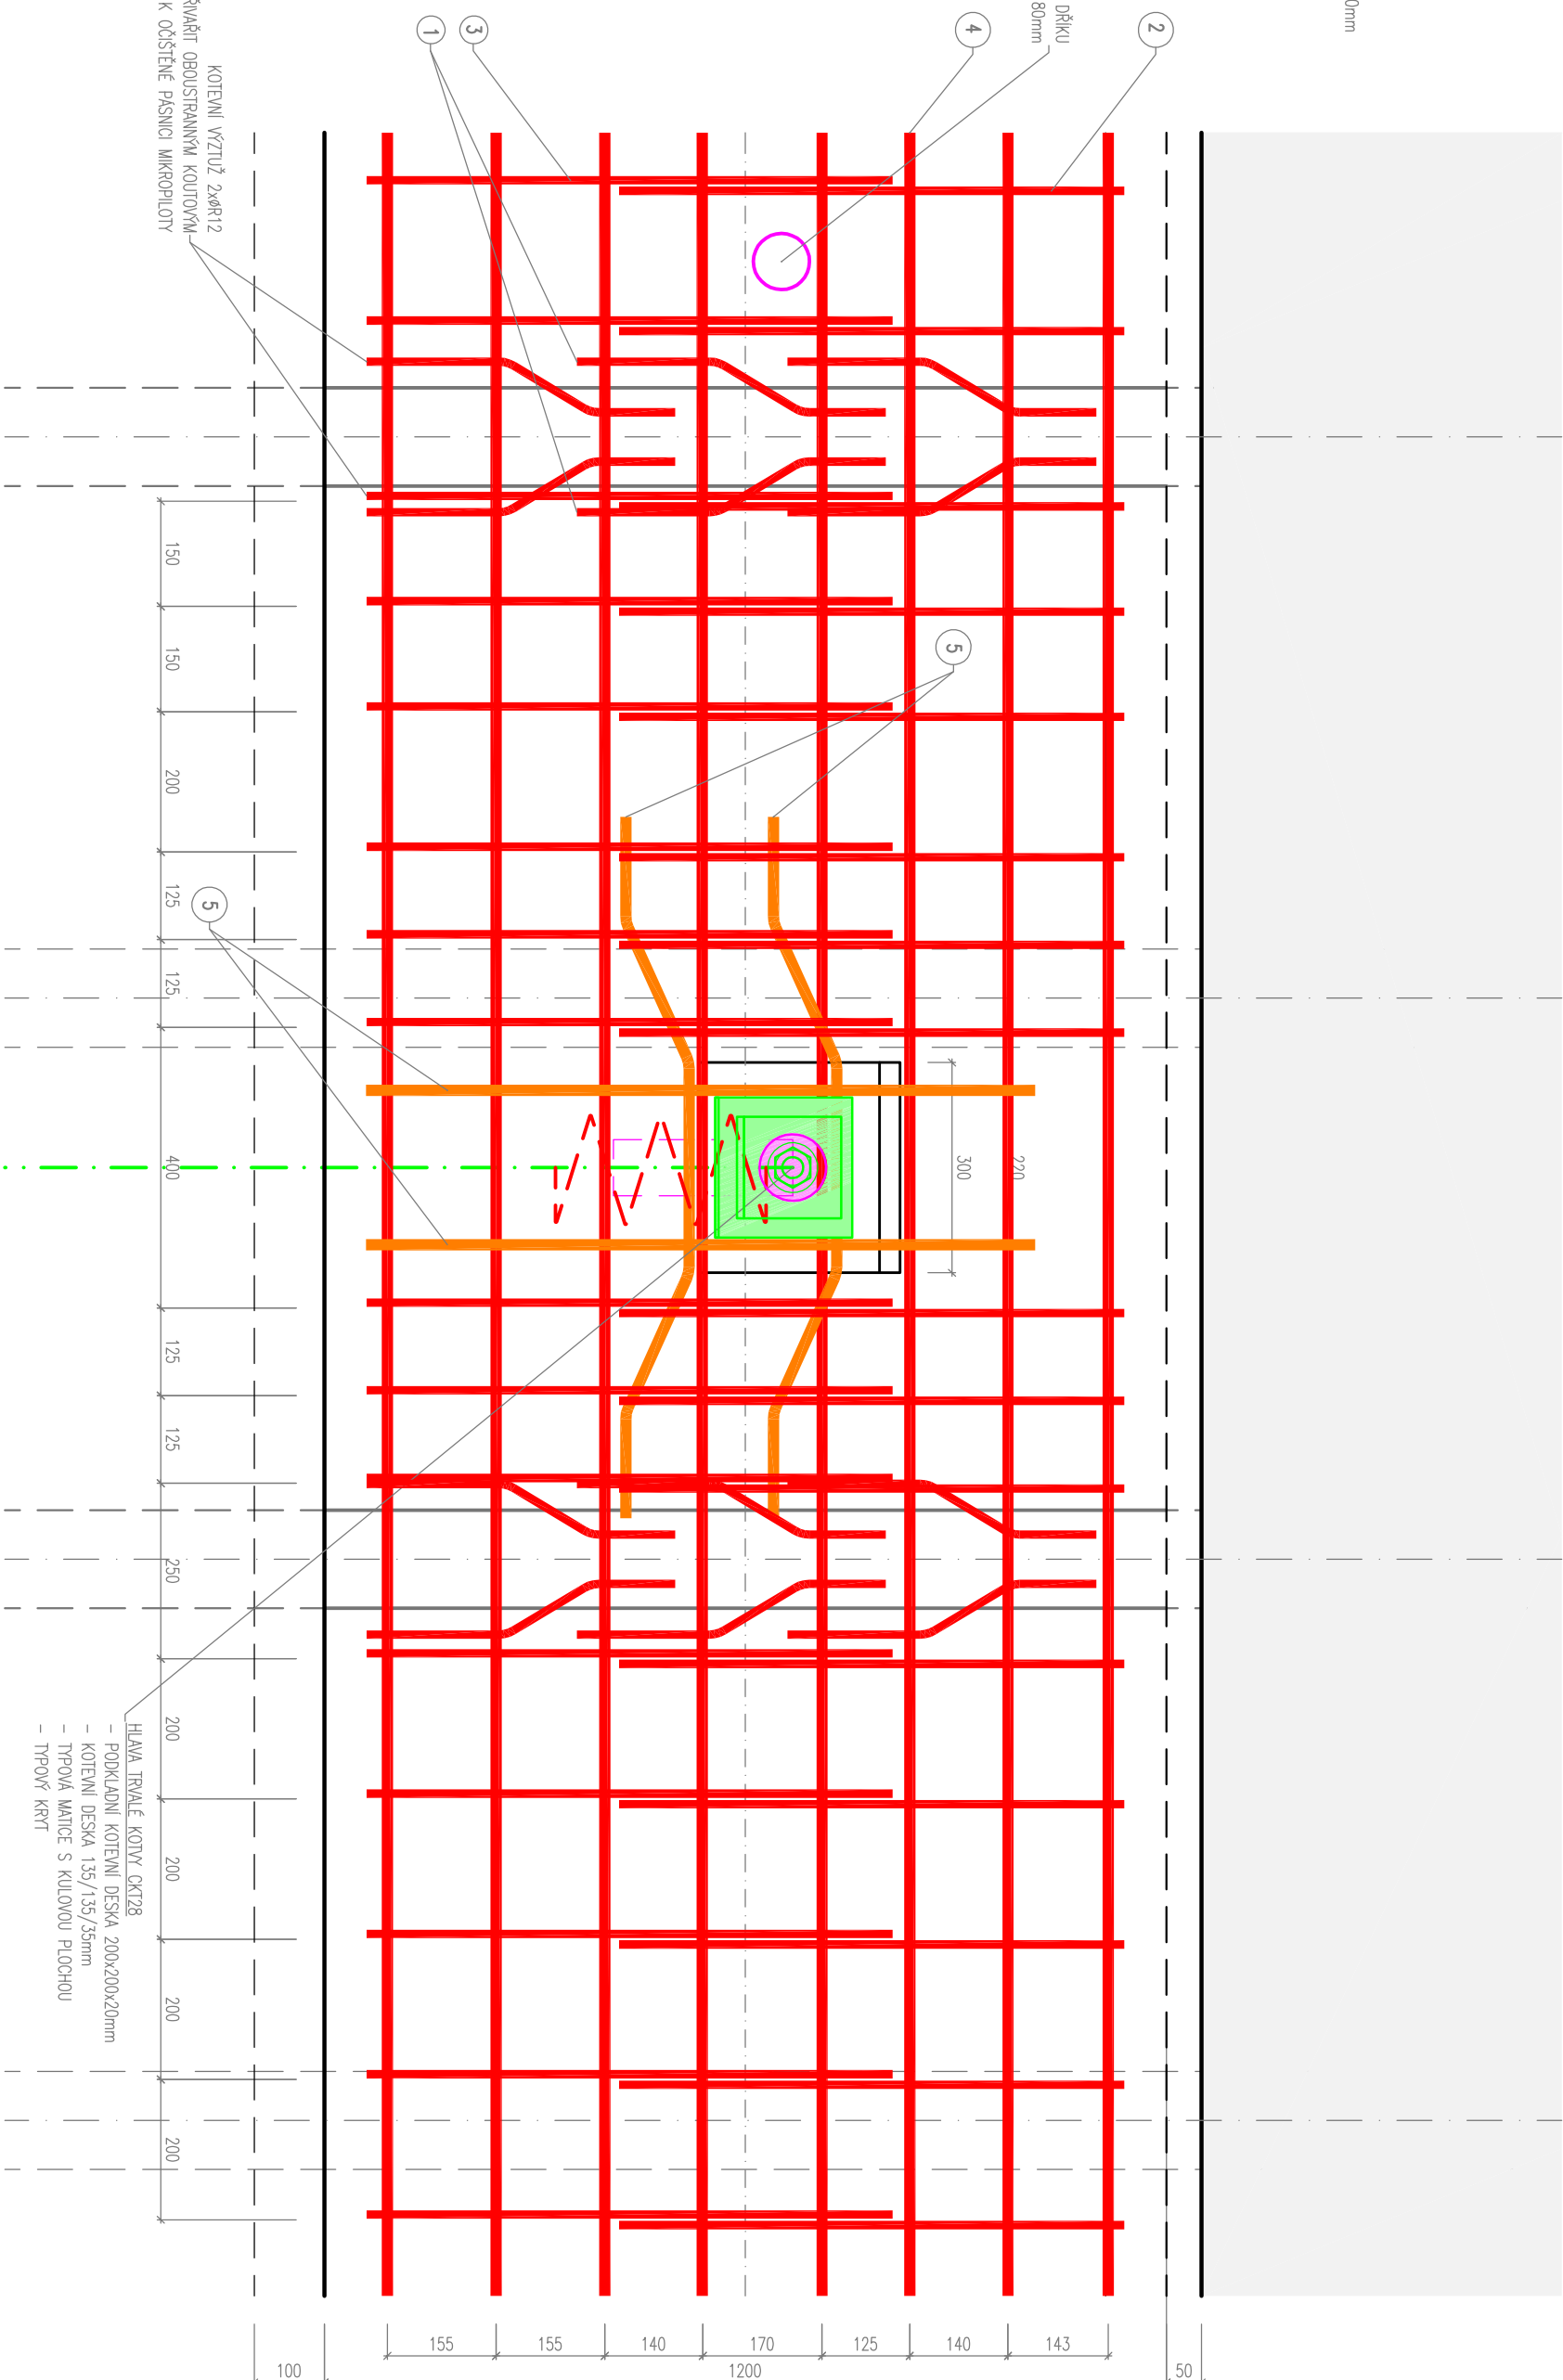 0mm
DŘÍKU
80mm
2
4
3
1
KOTEVNÍ VÝZTUŽ 2xØR12
ŘIVAŘIT OBOUSTRANNÝM KOUTOVÝM
K OČIŠTĚNÉ PÁSNICI MIKROPILOTY
5
5
300
220
150
150
200
125
125
400
125
125
250
200
200
200
200
HLAVA TRVALÉ KOTVY CKT28
- PODKLADNÍ KOTEVNÍ DESKA 200x200x20mm
- KOTEVNÍ DESKA 135/135/35mm
- TYPOVÁ MATICE S KULOVOU PLOCHOU
- TYPOVÝ KRYT
155
155
140
170
125
140
143
100
1200
50